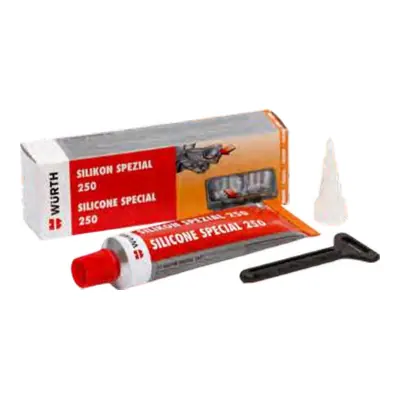 WÜRTH
SILIKON SPEZIAL
250
SILICONE SPECIAL
250
WÜRTH
SILIKON SPEZIAL 250
SILICONE SPECIAL 250